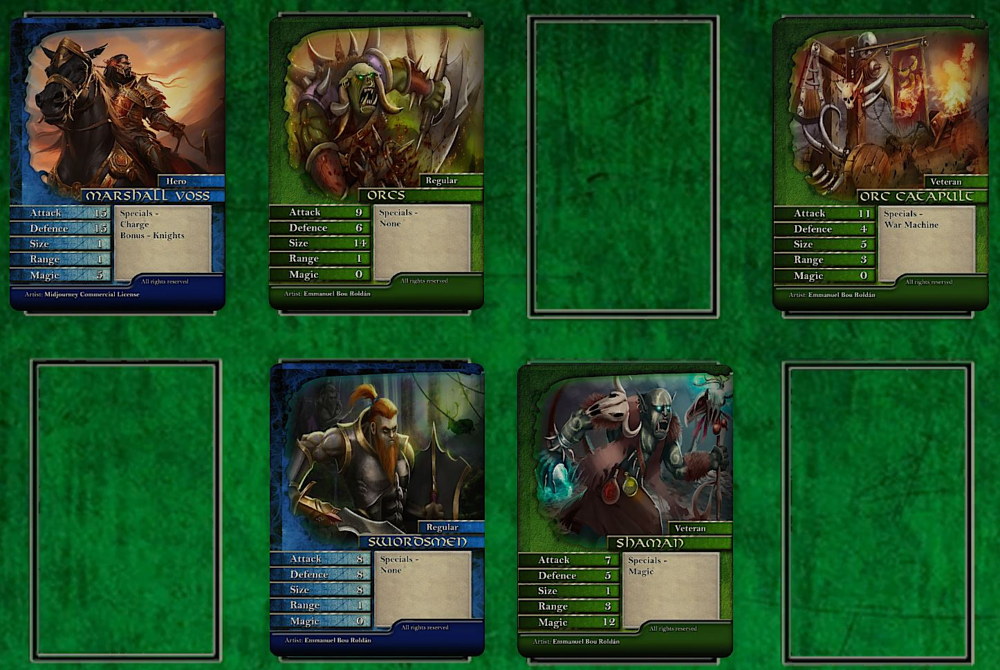 Hero
MARSHALL VOSS
Attack 15
Defence 15
Size 1
Range 1
Magic 5
Specials -
Charge
Bonus - Knights
All rights reserved
Artist: Midjourney Commercial License
Regular
ORCS
Attack 9
Defence 6
Size 14
Range 1
Magic 0
Specials -
None
All rights reserved
Artist: Emmanuel Bou Roldán
Veteran
ORC CATAPULT
Attack 11
Defence 4
Size 5
Range 3
Magic 0
Specials -
War Machine
All rights reserved
Artist: Emmanuel Bou Roldán
Regular
SWORDSMEN
Attack 8
Defence 8
Size 8
Range 1
Magic 0
Specials -
None
All rights reserved
Artist: Emmanuel Bou Roldán
Veteran
SHAMAN
Attack 7
Defence 5
Size 1
Range 3
Magic 12
Specials -
Magic
All rights reserved
Artist: Emmanuel Bou Roldán